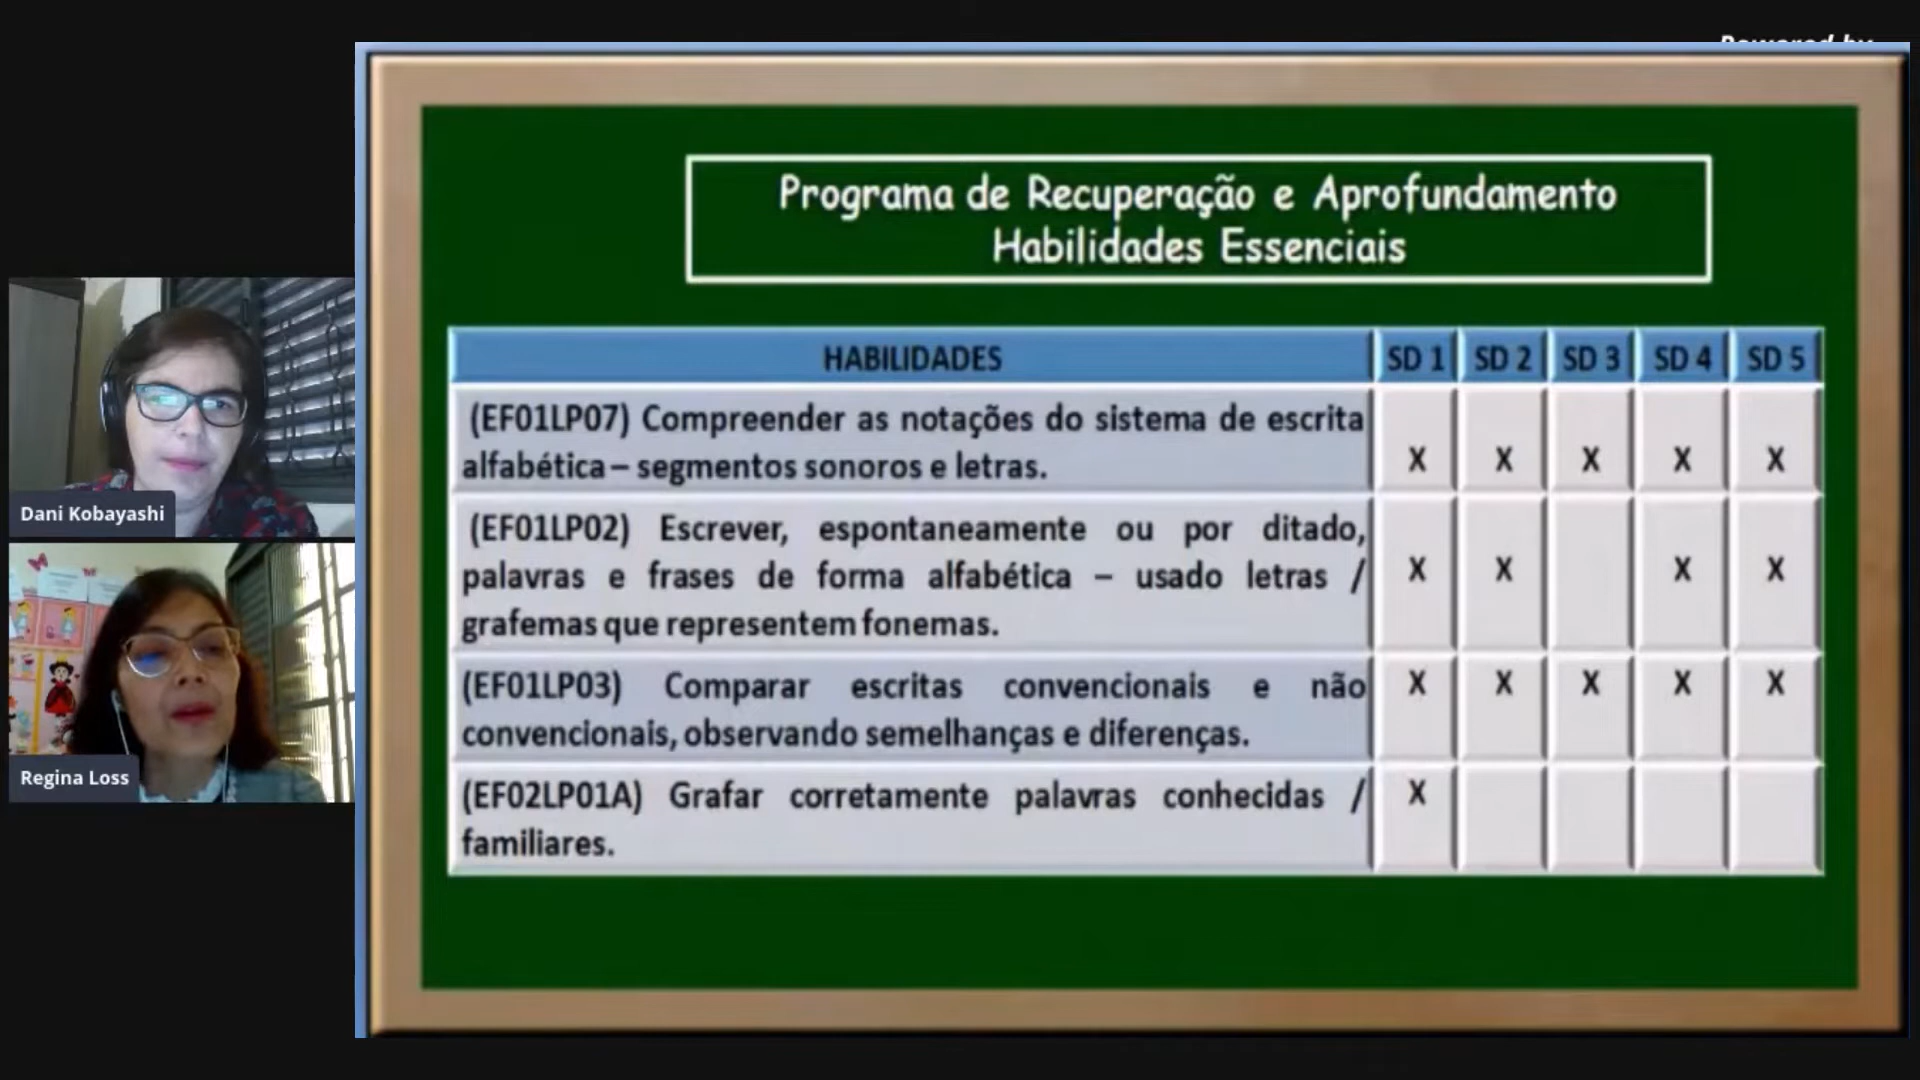 Powered by
Programa de Recuperação e Aprofundamento
Habilidades Essenciais
HABILIDADES SD 1 SD 2 SD 3 SD 4 SD 5
(EF01LP07) Compreender as notações do sistema de escrita
alfabética – segmentos sonoros e letras. X X X X X
(EF01LP02) Escrever, espontaneamente ou por ditado,
palavras e frases de forma alfabética – usado letras / X X X X
grafemas que representem fonemas.
(EF01LP03) Comparar escritas convencionais e não X X X X X
convencionais, observando semelhanças e diferenças.
(EF02LP01A) Grafar corretamente palavras conhecidas / X
familiares.
Dani Kobayashi
Regina Loss